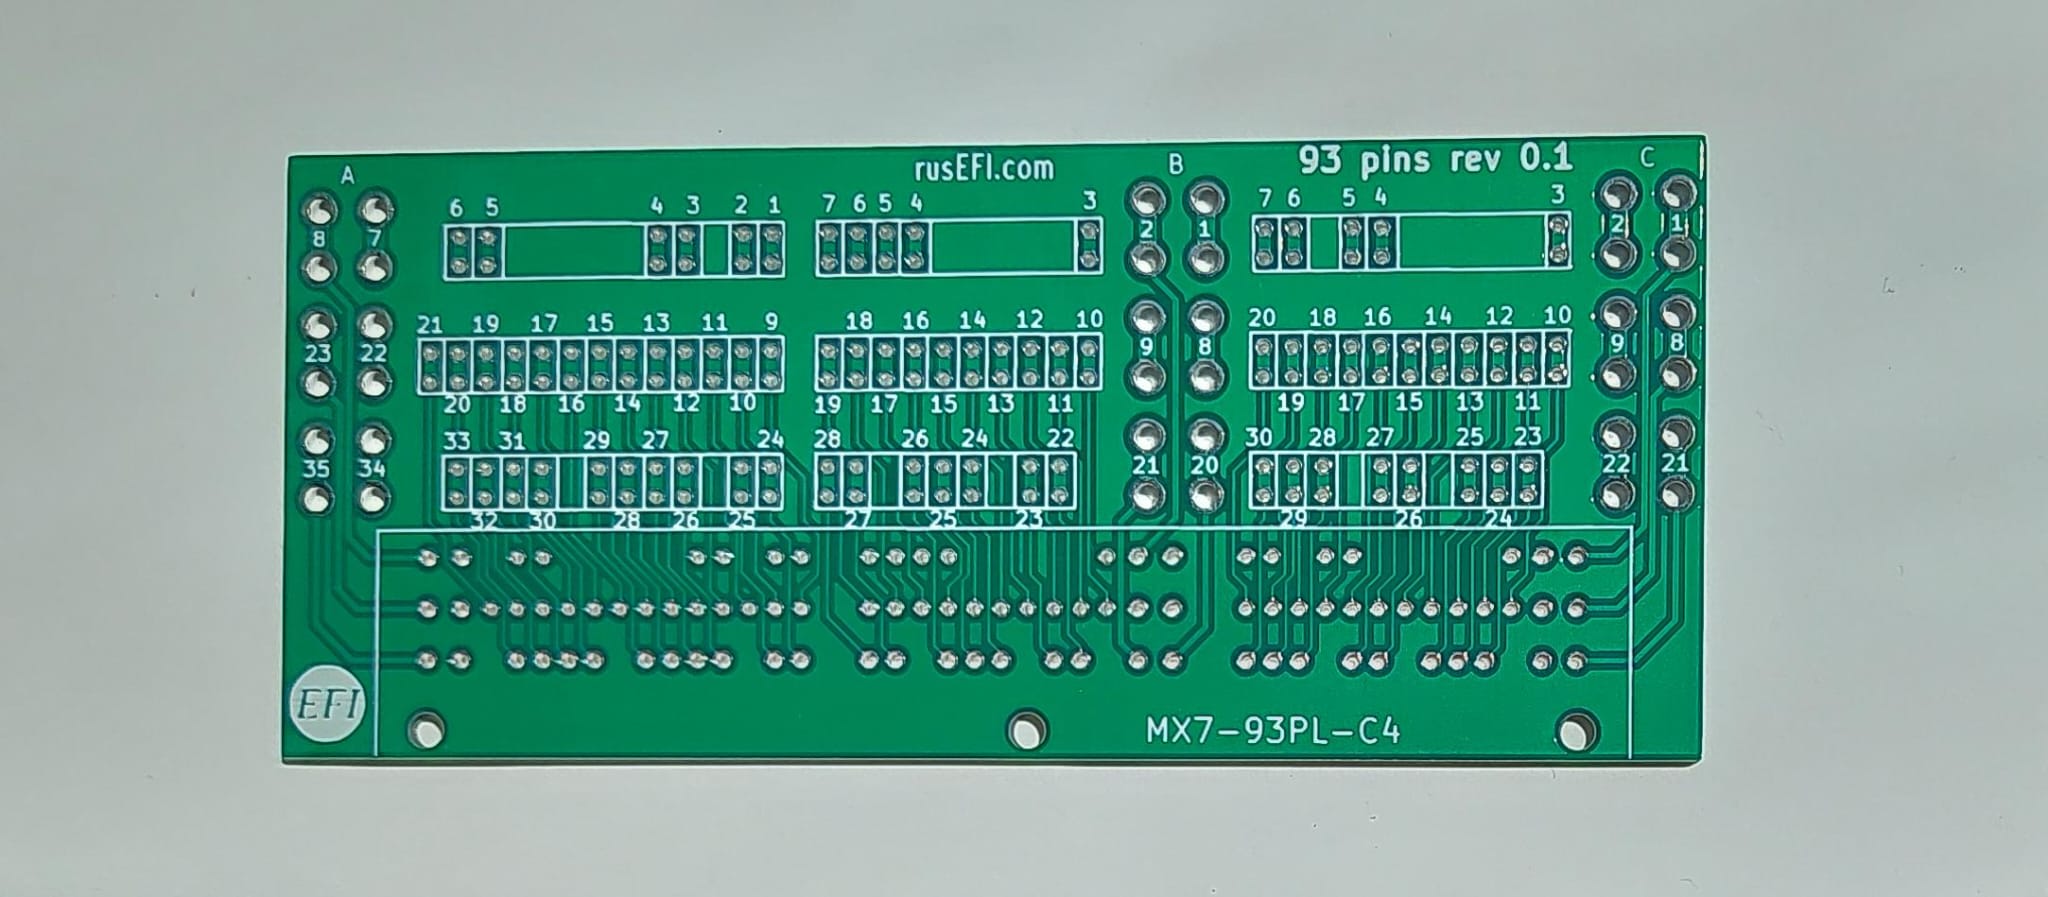 rusEFI.com
93 pins rev 0.1
A
B
C
6 5 4 3 2 1
7 6 5 4 3
7 6 5 4 3
8 7
2 1
2 1
21 19 17 15 13 11 9
18 16 14 12 10
20 18 16 14 12 10
23 22
9 8
9 8
20 18 16 14 12 10
19 17 15 13 11
19 17 15 13 11
33 31 29 27 24
28 26 24 22
30 28 27 25 23
35 34
21 20
22 21
32 30 28 26 25
27 25 23
29 26 24
EFI
MX7-93PL-C4